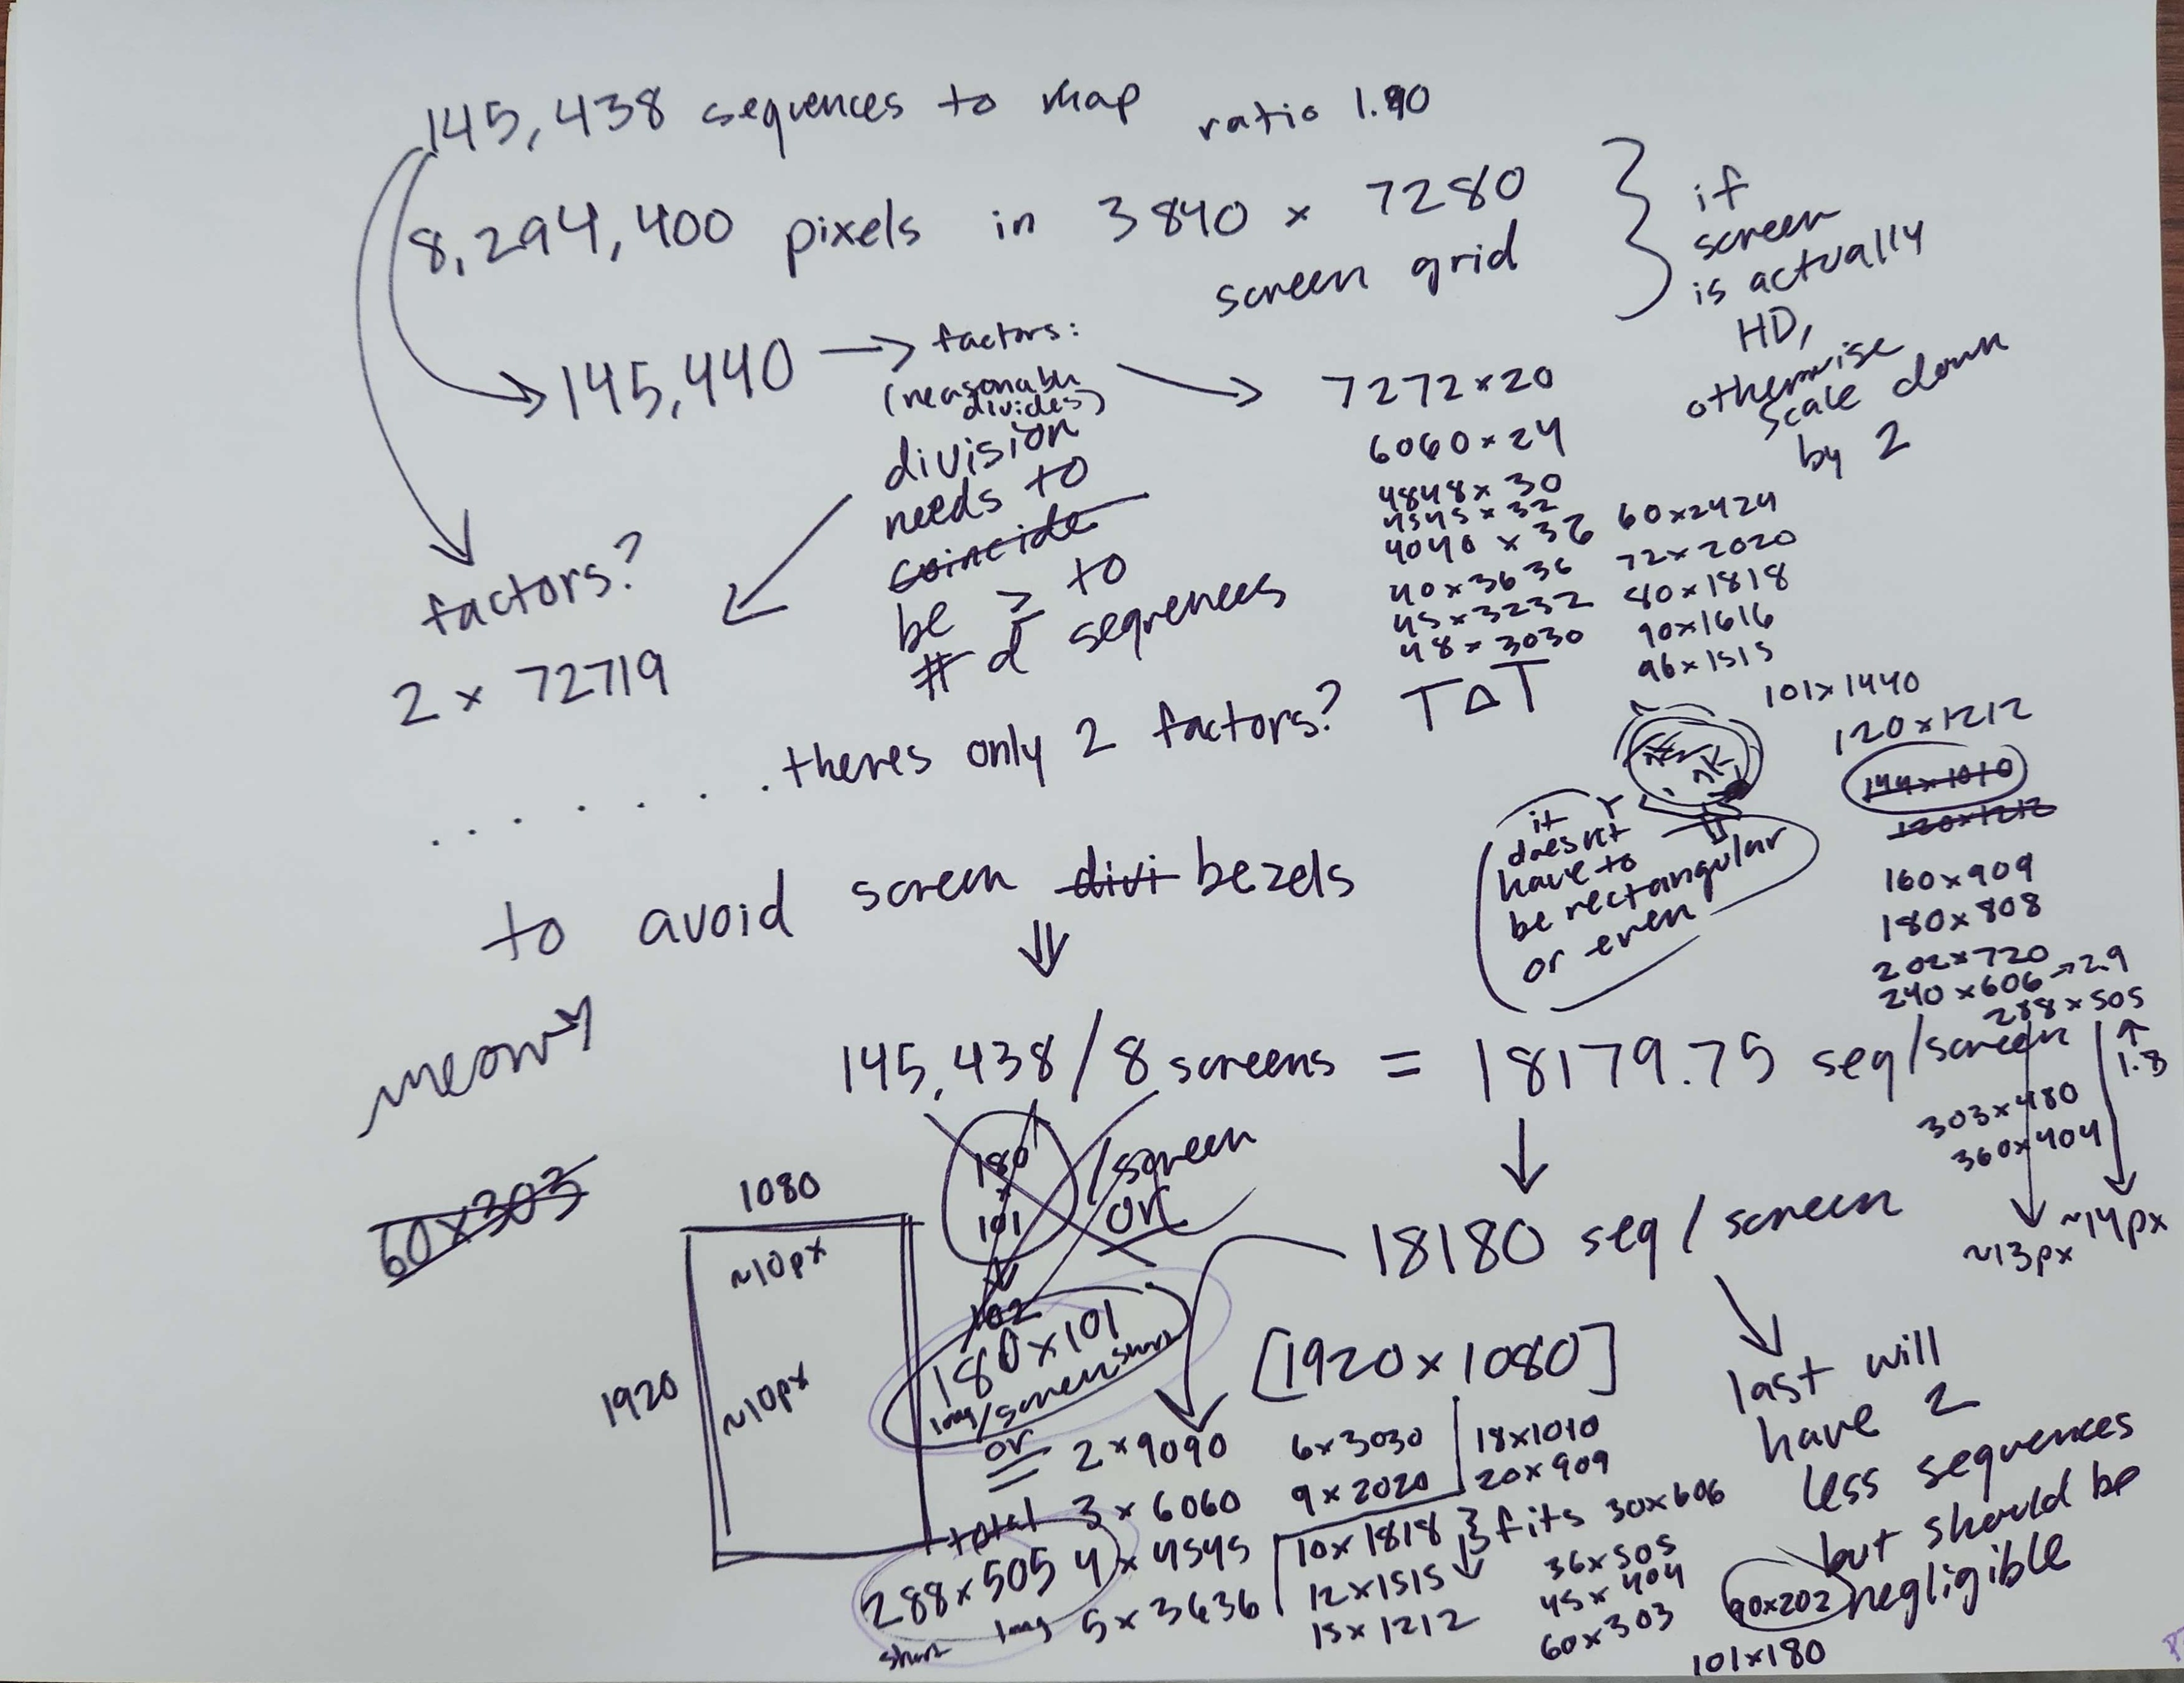 145,438 sequences to map
ratio 1.90
8,294,400 pixels in 3840 × 7280
screen grid
if
screen
is actually
HD,
otherwise
scale down
by 2
145,440
factors:
(reasonable
divides)
division
needs to
coincide
be ≥ to
# of sequences
7272×20
6060×24
4848×30
4545×32
4040×36
40×3636
45×3232
48×3030
60×2424
72×2020
80×1818
90×1616
96×1515
101×1440
120×1212
144×1010
120×1212
160×909
180×808
202×720
240×606→2.9
288×505
1.8
303×480
360×404
~13px
~14px
factors?
2 × 72719
. . . . . . . theres only 2 factors? T∆T
it
doesnt
have to
be rectangular
or even
to avoid screen divi bezels
meow
145,438 / 8 screens = 18179.75 seq/screen
180
×
101
/screen
or
102
18180 seq / screen
last will
have 2
less sequences
but should be
negligible
60×303
1080
~10px
1920
~10px
180×101
long/screen short
or
total
288×505
short long
[1920×1080]
2×9090
3×6060
4×4545
5×3636
6×3030
9×2020
10×1818 } fits
12×1515
15×1212
18×1010
20×909
30×606
36×505
45×404
60×303
90×202
101×180